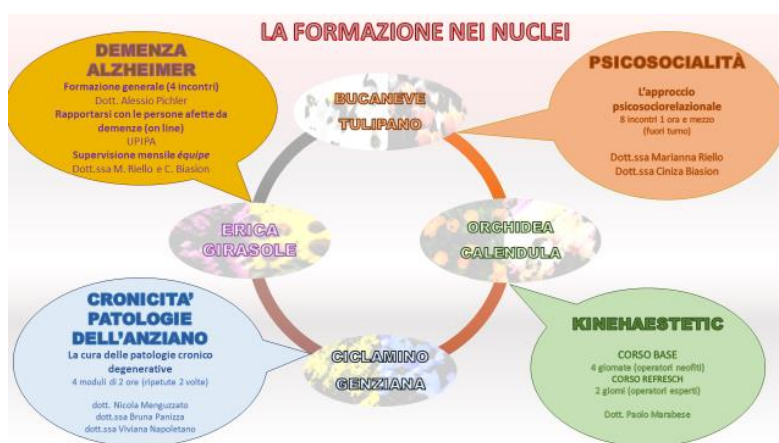 LA FORMAZIONE NEI NUCLEI
DEMENZA
ALZHEIMER
Formazione generale (4 incontri)
Dott. Alessio Pichler
Rapportarsi con le persone afette da
demenze (on line)
UPIPA
Supervisione mensile équipe
Dott.ssa M. Riello e C. Biasion
PSICOSOCIALITÀ
L'approccio
psicosociorelazionale
8 incontri 1 ora e mezzo
(fuori turno)
Dott.ssa Marianna Riello
Dott.ssa Ciniza Biasion
BUCANEVE
TULIPANO
ERICA
GIRASOLE
ORCHIDEA
CALENDULA
CICLAMINO
GENZIANA
CRONICITA'
PATOLOGIE
DELL'ANZIANO
La cura delle patologie cronico
degenerative
4 moduli di 2 ore (ripetute 2 volte)
dott. Nicola Menguzzato
dott.ssa Bruna Panizza
dott.ssa Viviana Napoletano
KINEHAESTETIC
CORSO BASE
4 giornate (operatori neofiti)
CORSO REFRESCH
2 giorni (operatori esperti)
Dott. Paolo Marabese